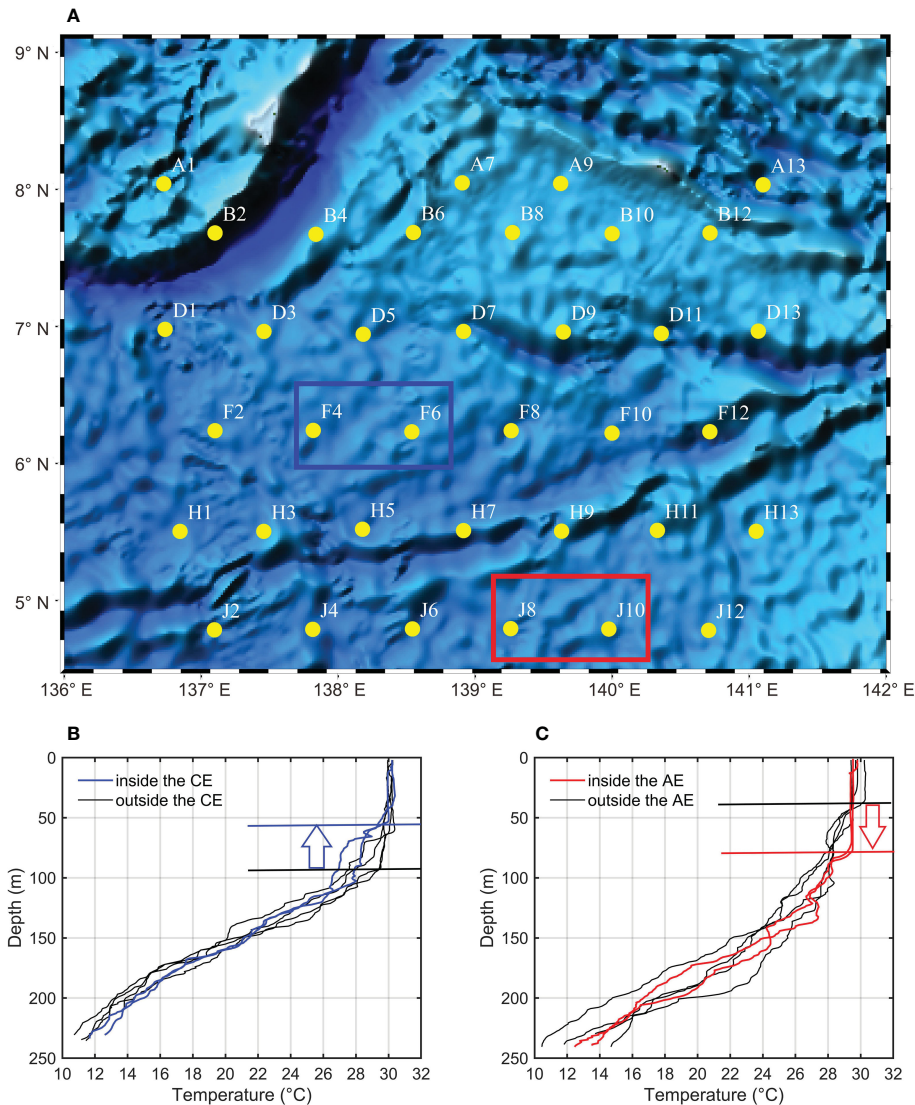 A
9° N
8° N
7° N
6° N
5° N
A1 A7 A9 A13
B2 B4 B6 B8 B10 B12
D1 D3 D5 D7 D9 D11 D13
F2 F4 F6 F8 F10 F12
H1 H3 H5 H7 H9 H11 H13
J2 J4 J6 J8 J10 J12
136° E 137° E 138° E 139° E 140° E 141° E 142° E
B
0
50
100
150
200
250
Depth (m)
inside the CE
outside the CE
10 12 14 16 18 20 22 24 26 28 30 32
Temperature (°C)
C
0
50
100
150
200
250
Depth (m)
inside the AE
outside the AE
10 12 14 16 18 20 22 24 26 28 30 32
Temperature (°C)